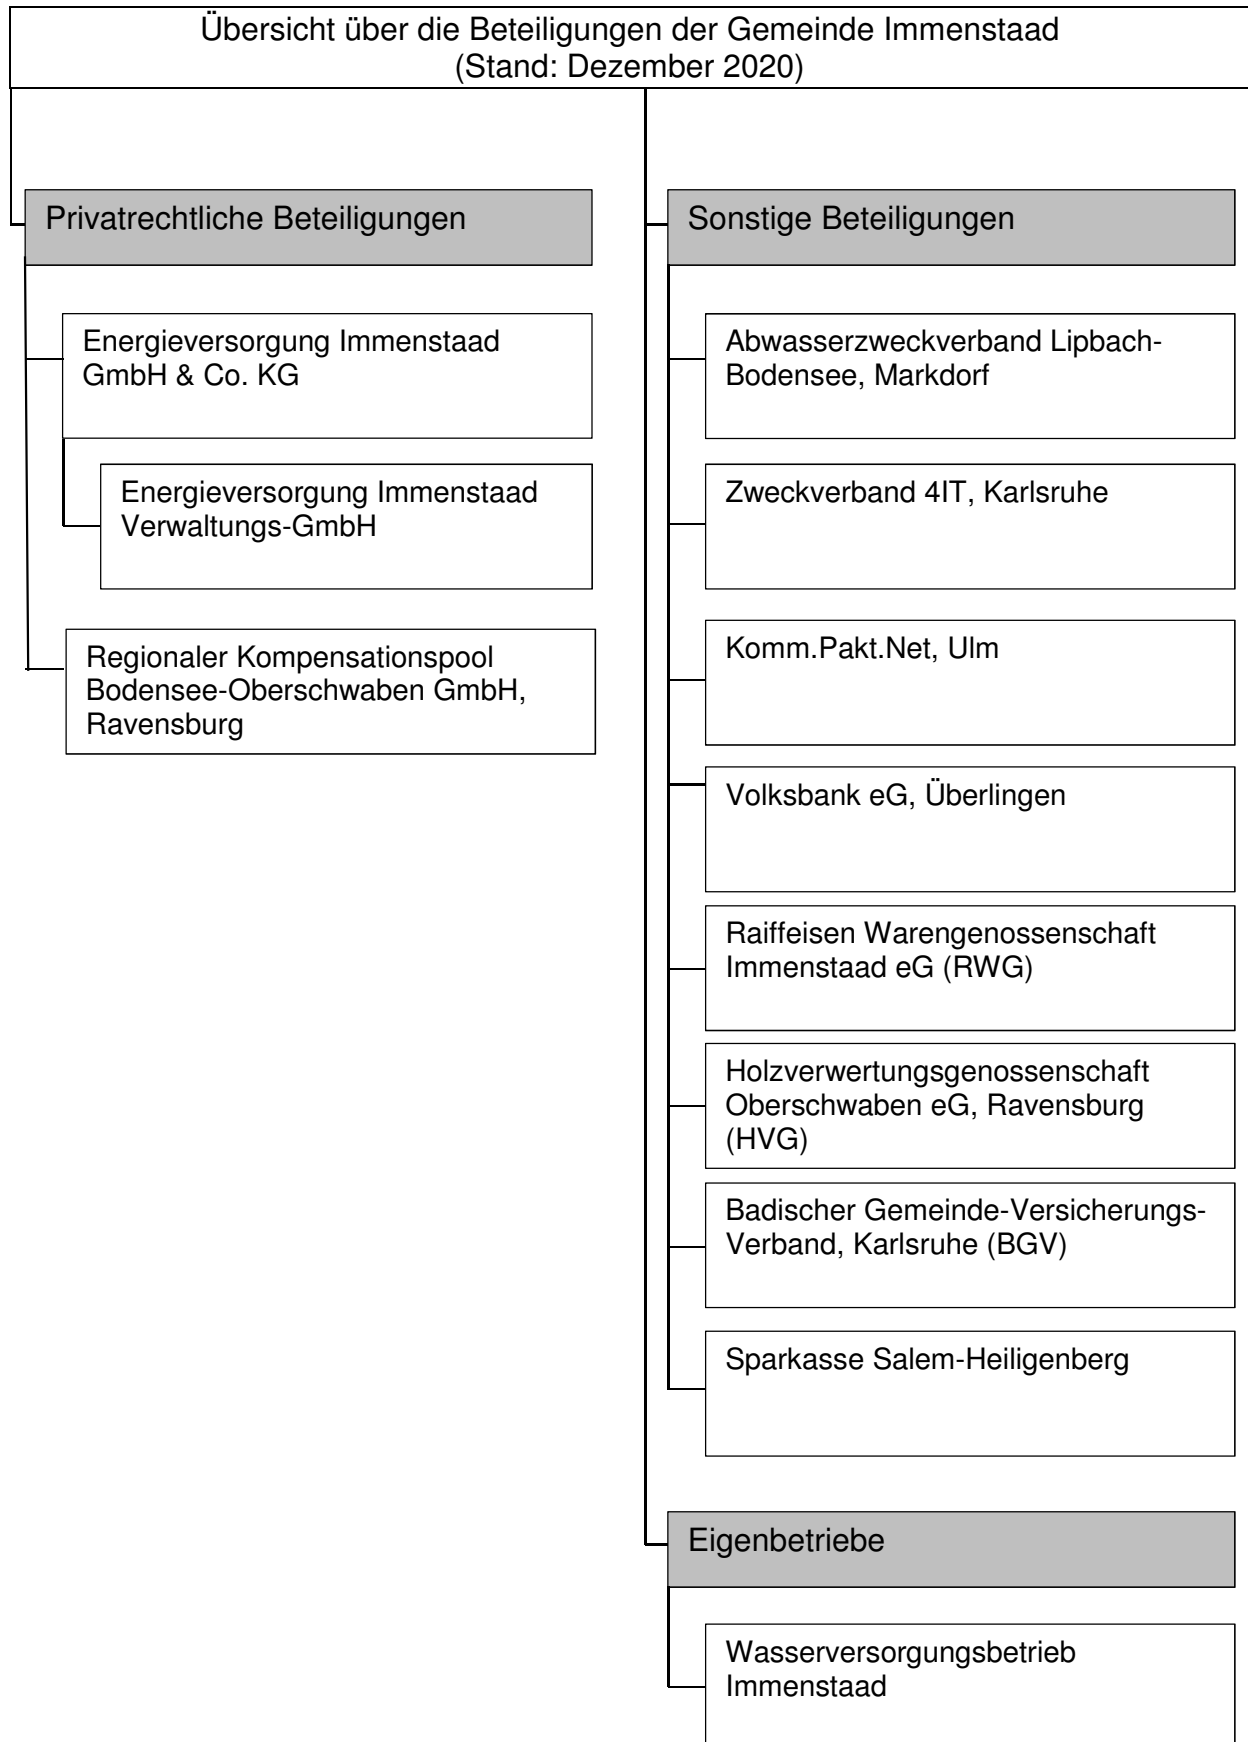 Übersicht über die Beteiligungen der Gemeinde Immenstaad
(Stand: Dezember 2020)
Privatrechtliche Beteiligungen
Energieversorgung Immenstaad
GmbH & Co. KG
Energieversorgung Immenstaad
Verwaltungs-GmbH
Regionaler Kompensationspool
Bodensee-Oberschwaben GmbH,
Ravensburg
Sonstige Beteiligungen
Abwasserzweckverband Lipbach-
Bodensee, Markdorf
Zweckverband 4IT, Karlsruhe
Komm.Pakt.Net, Ulm
Volksbank eG, Überlingen
Raiffeisen Warengenossenschaft
Immenstaad eG (RWG)
Holzverwertungsgenossenschaft
Oberschwaben eG, Ravensburg
(HVG)
Badischer Gemeinde-Versicherungs-
Verband, Karlsruhe (BGV)
Sparkasse Salem-Heiligenberg
Eigenbetriebe
Wasserversorgungsbetrieb
Immenstaad